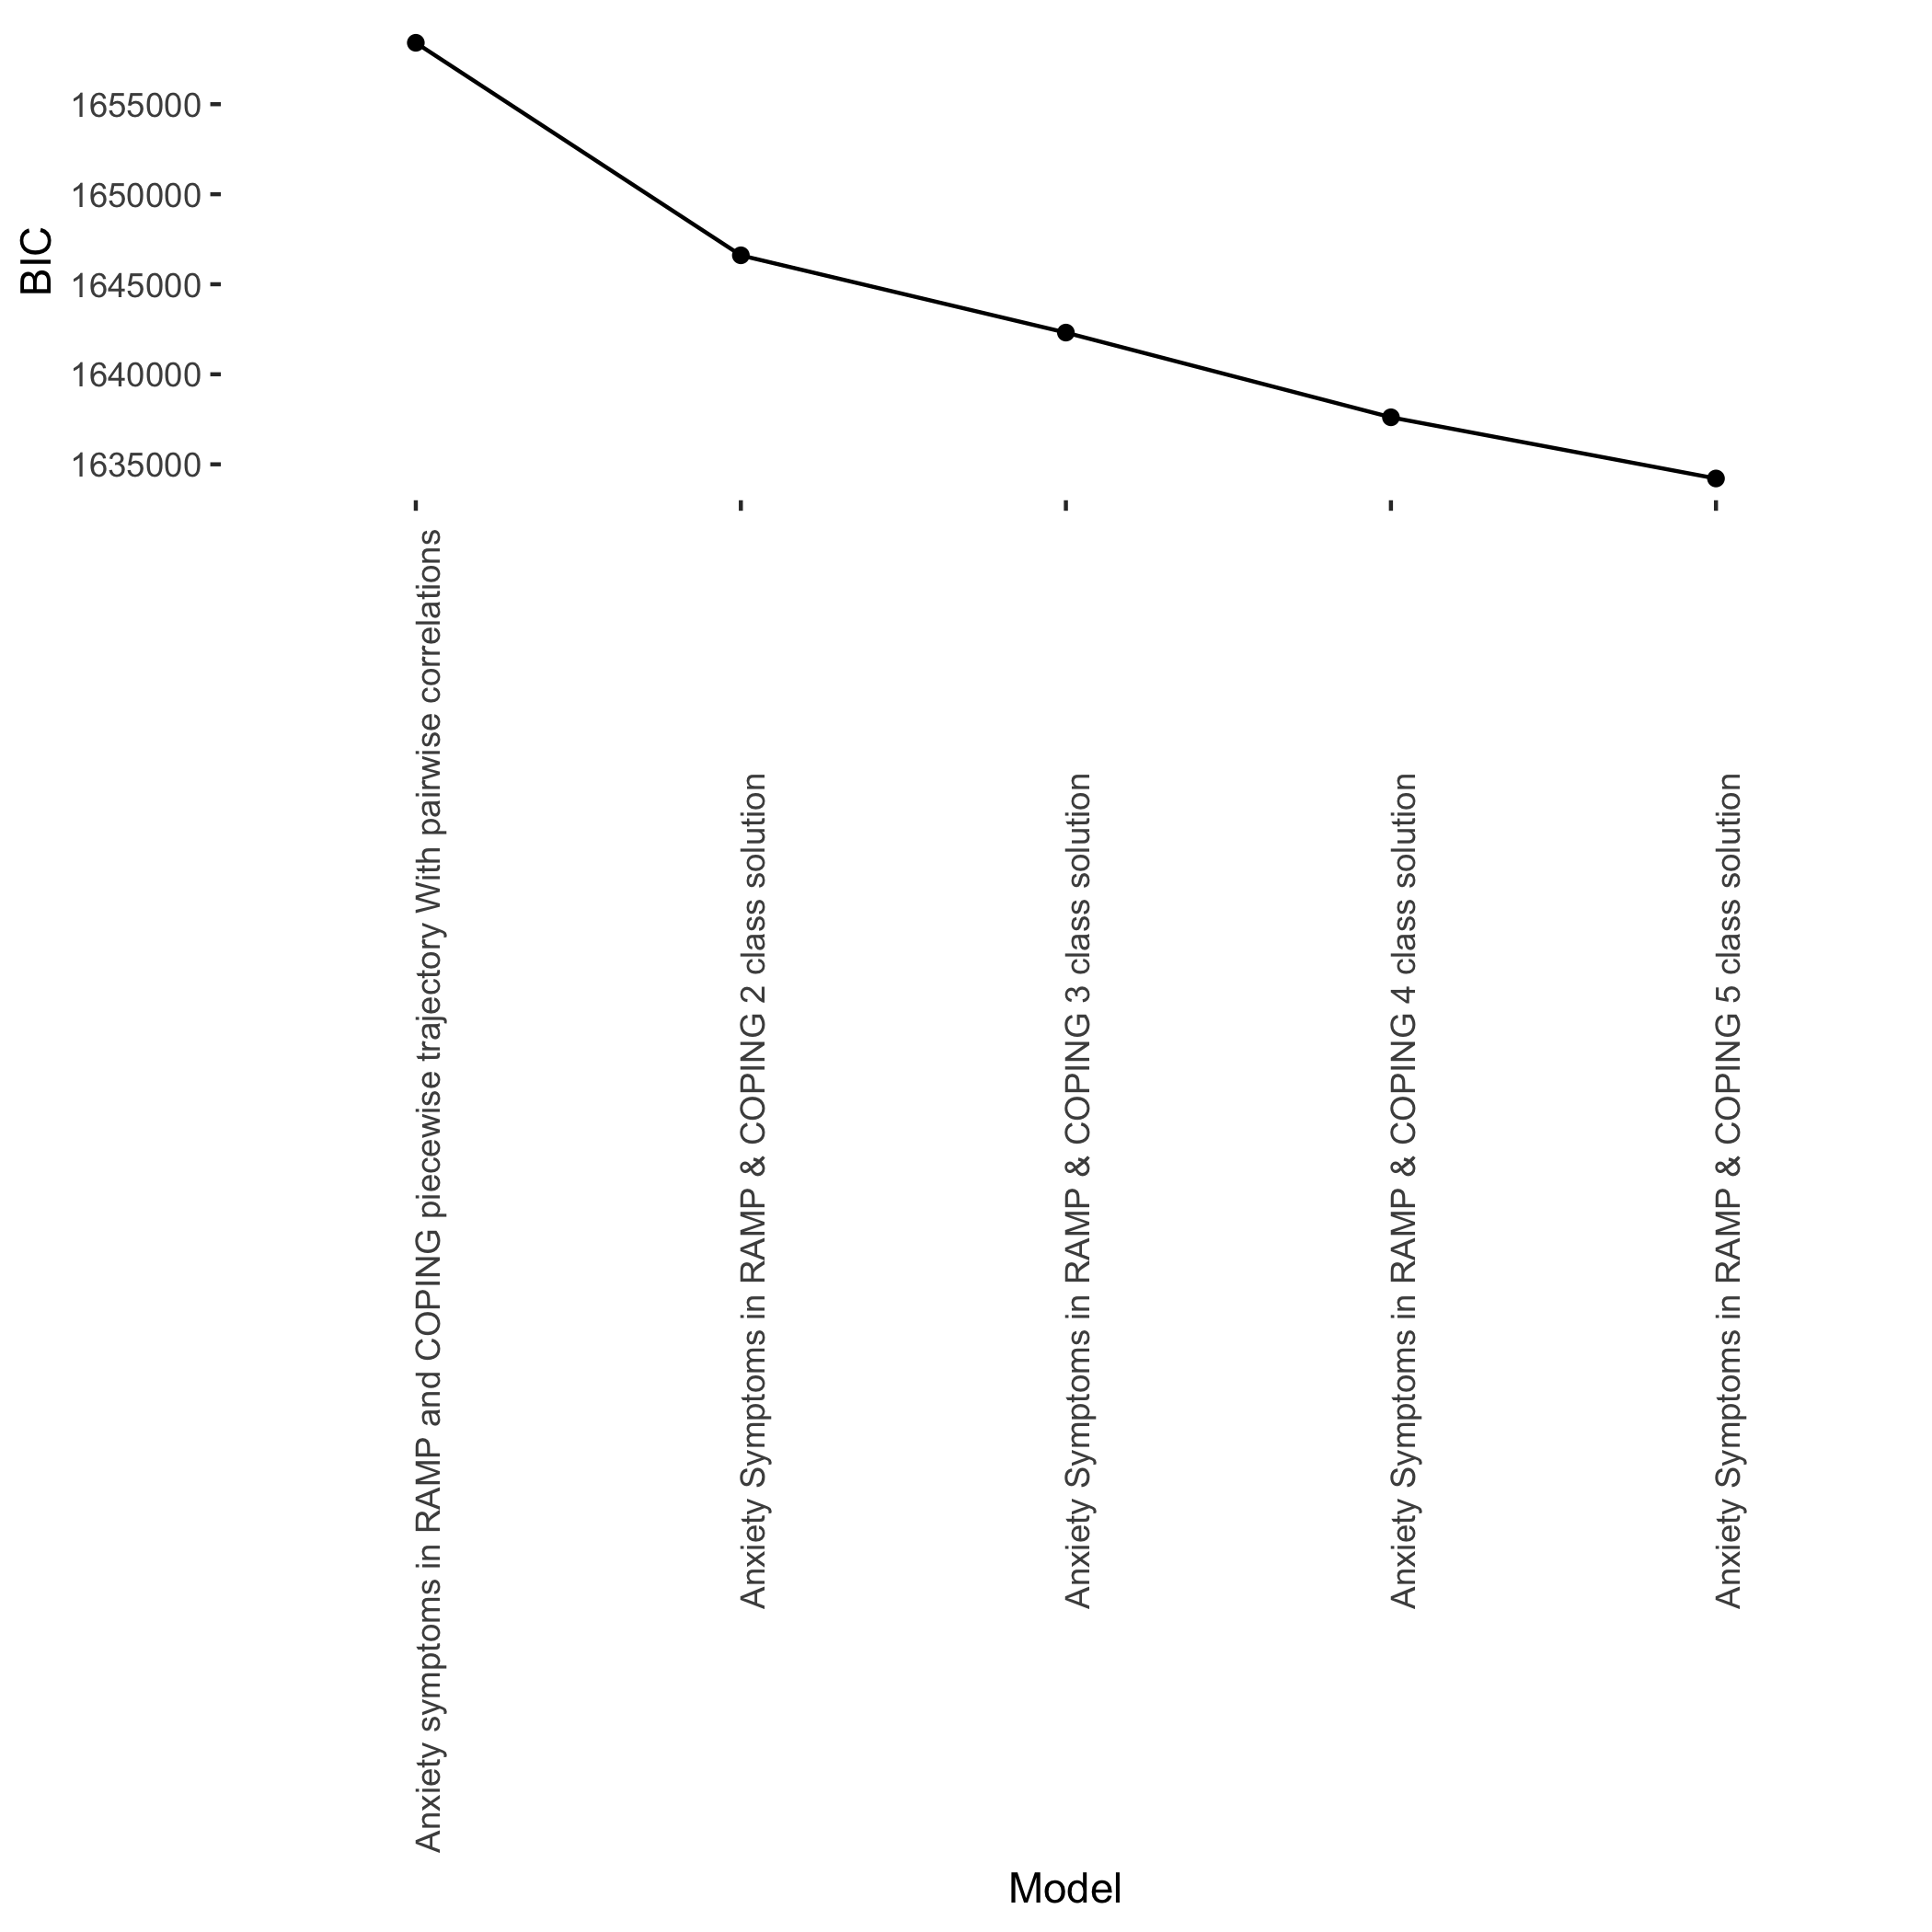 BIC
1655000
1650000
1645000
1640000
1635000
Anxiety symptoms in RAMP and COPING piecewise trajectory With pairwise correlations
Anxiety Symptoms in RAMP & COPING 2 class solution
Anxiety Symptoms in RAMP & COPING 3 class solution
Anxiety Symptoms in RAMP & COPING 4 class solution
Anxiety Symptoms in RAMP & COPING 5 class solution
Model